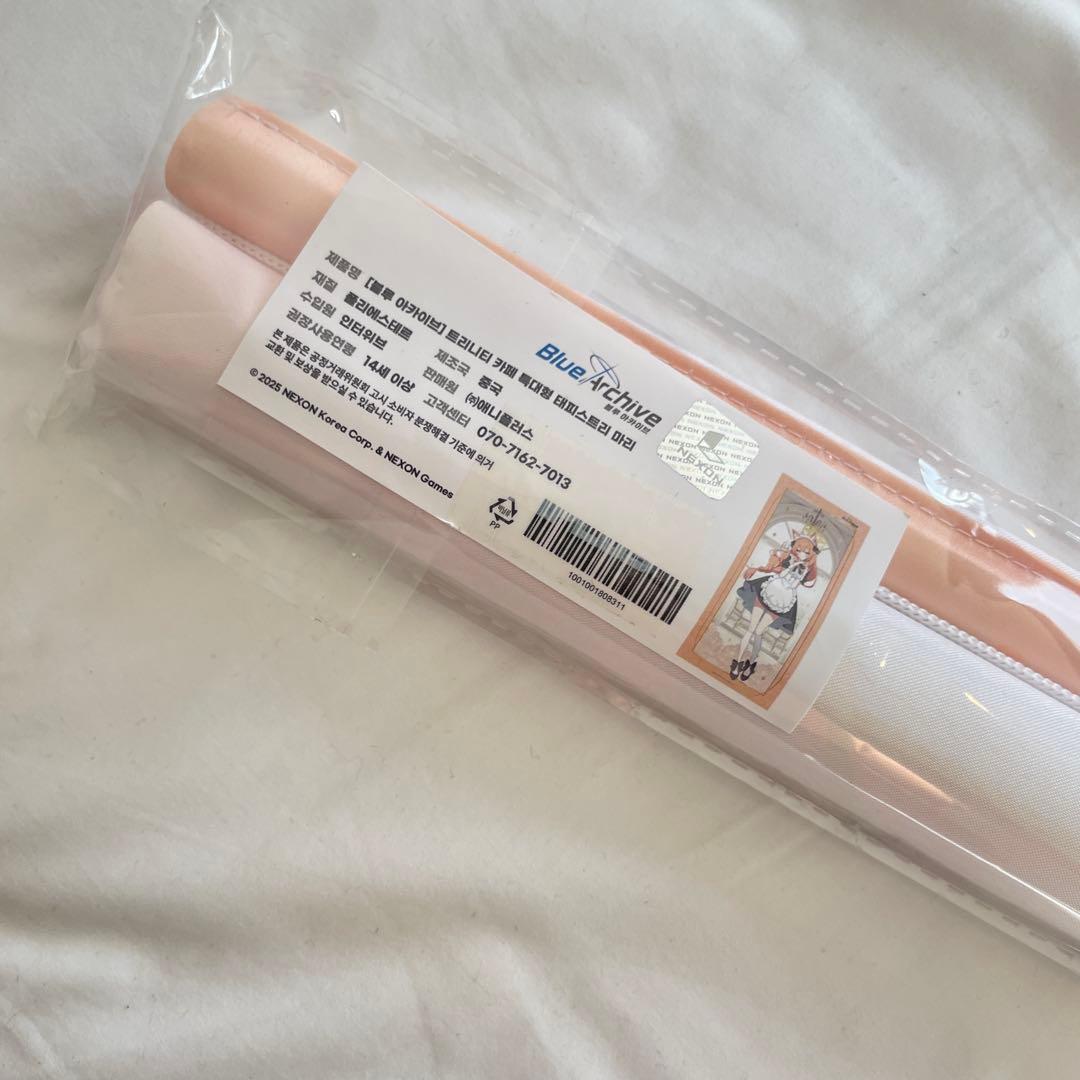 Blue Archive
블루 아카이브
제품명 [블루 아카이브] 트리니티 카페 특대형 태피스트리 마리
재질 폴리에스테르 제조국 중국
수입원 인터위브 판매원 ㈜애니플러스
권장사용연령 14세 이상 고객센터 070-7162-7013
본 제품은 공정거래위원회 고시 소비자 분쟁해결 기준에 의거
교환 및 보상을 받으실 수 있습니다.
© 2025 NEXON Korea Corp. & NEXON Games
비닐류
PP
1001001808311
NEXON